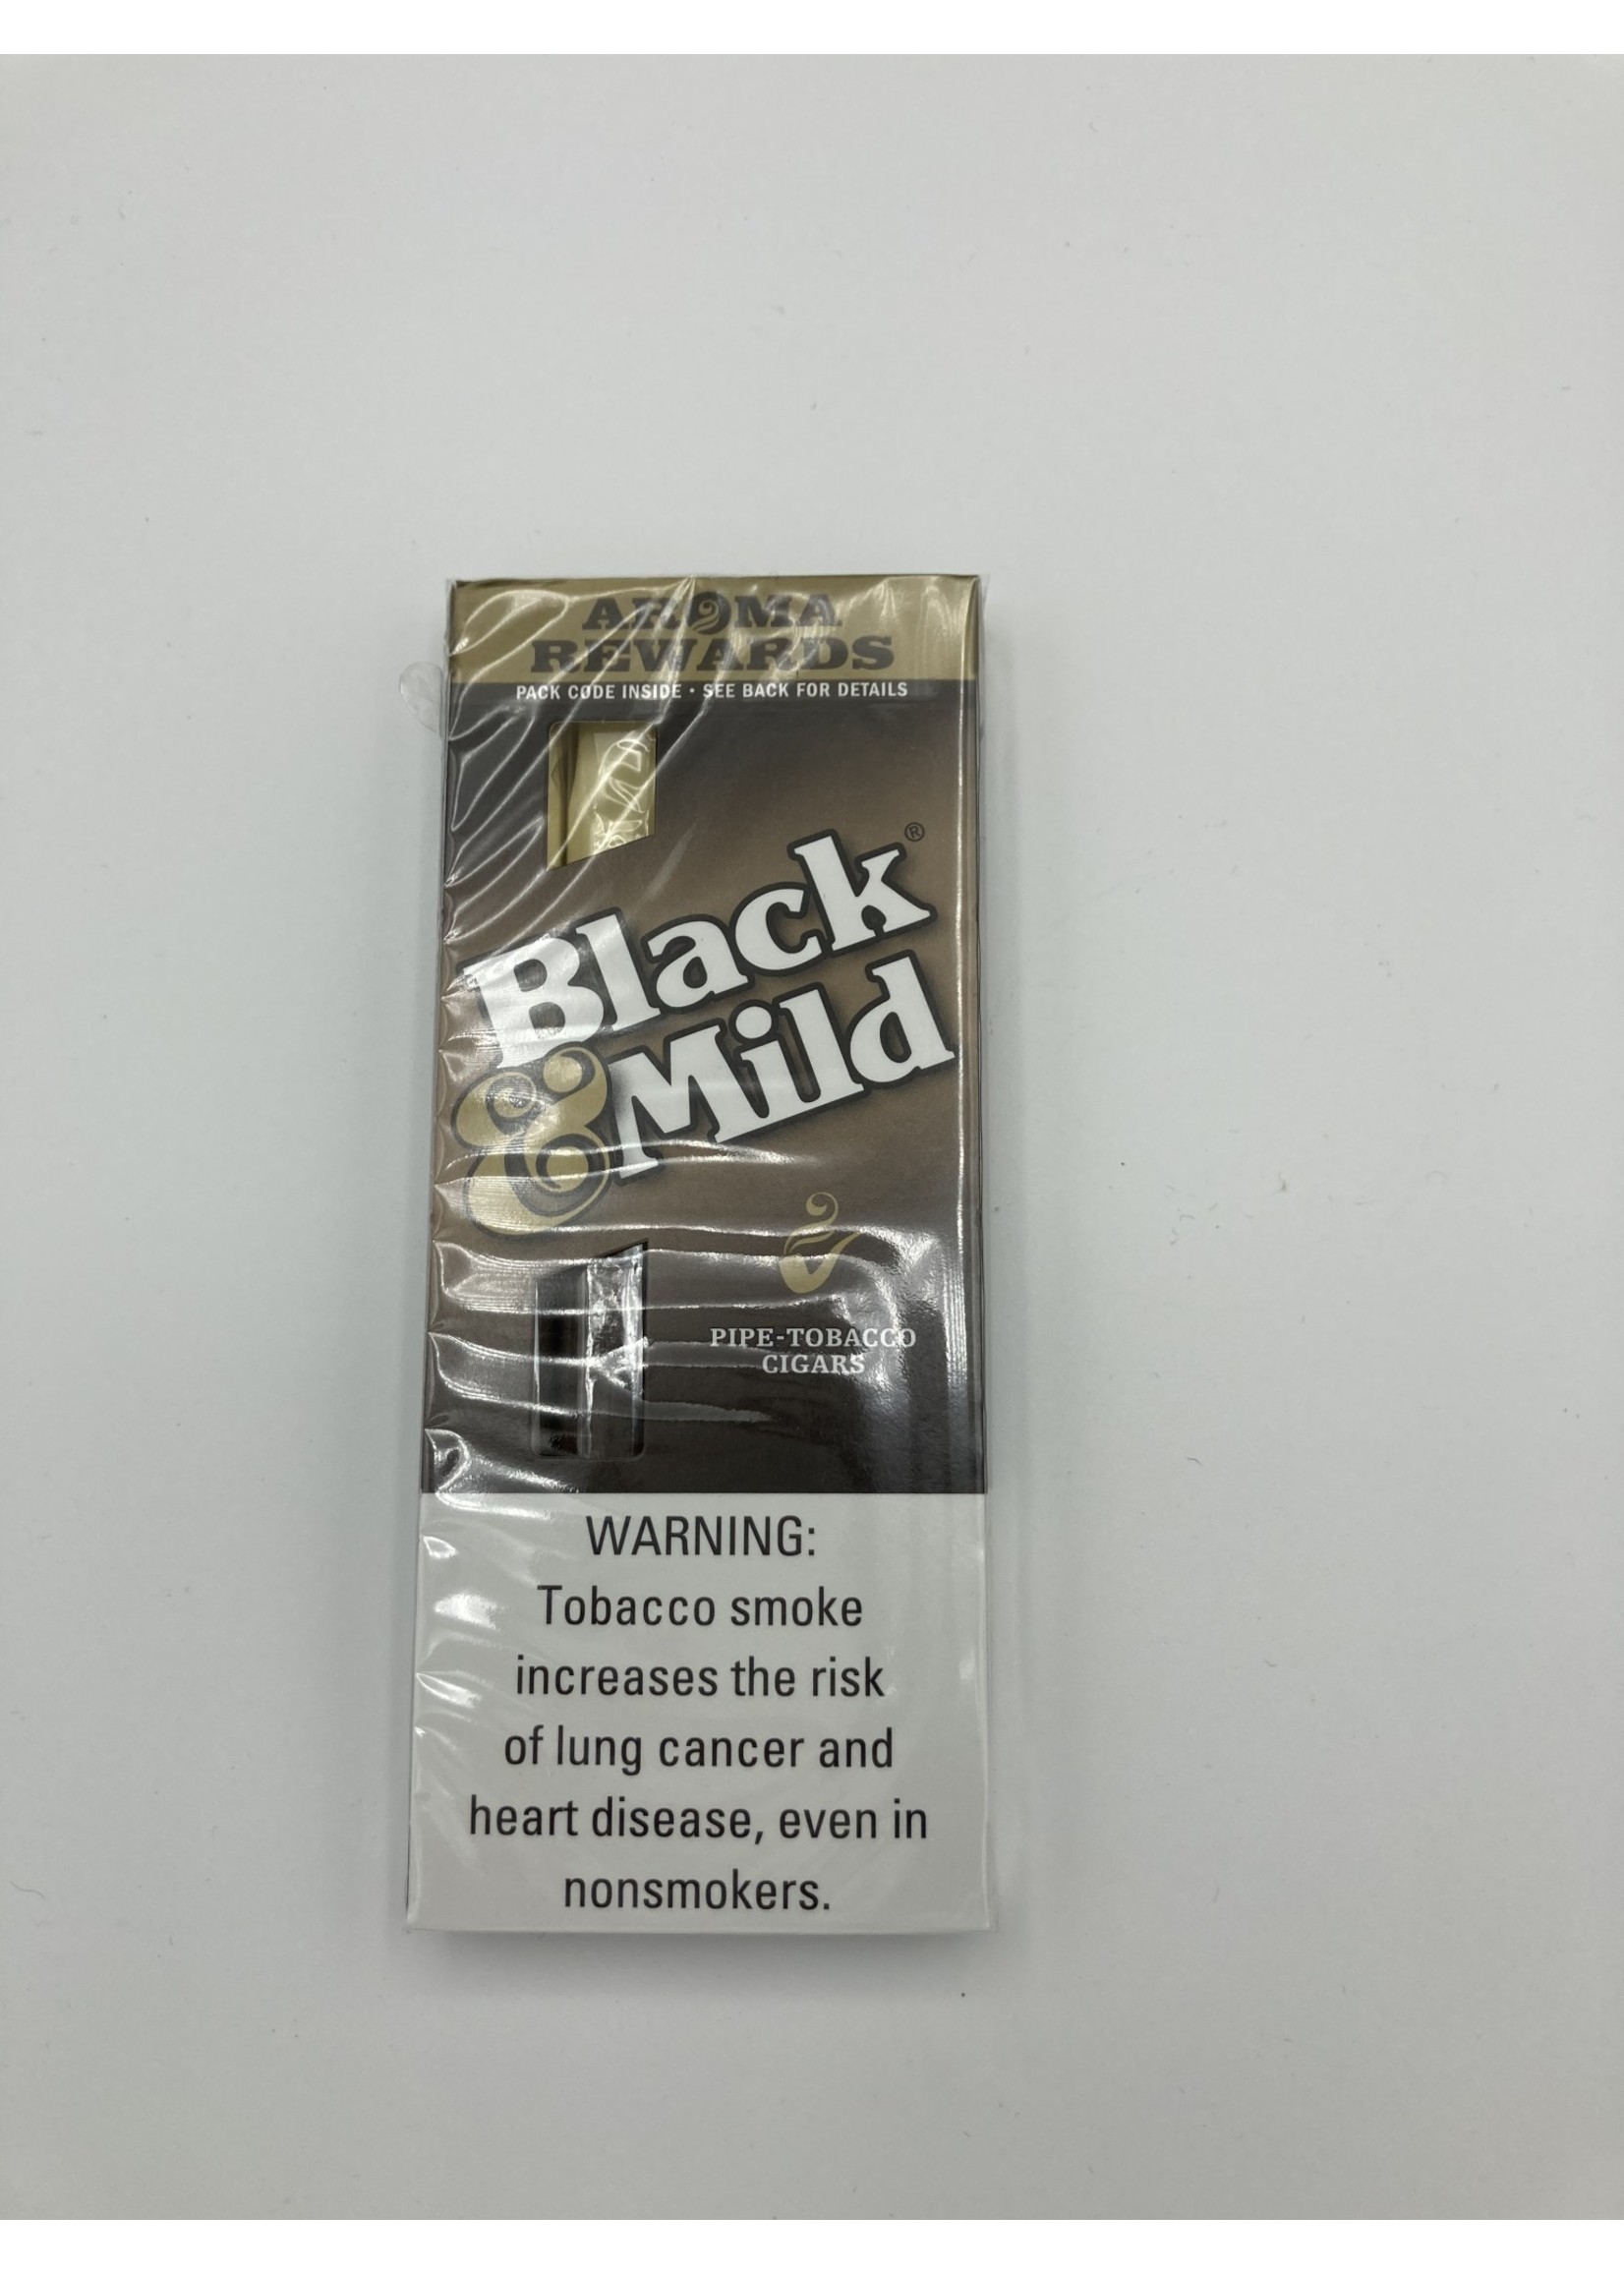 AROMA
REWARDS
PACK CODE INSIDE • SEE BACK FOR DETAILS
Black®
&Mild
PIPE-TOBACCO
CIGARS
WARNING:
Tobacco smoke
increases the risk
of lung cancer and
heart disease, even in
nonsmokers.